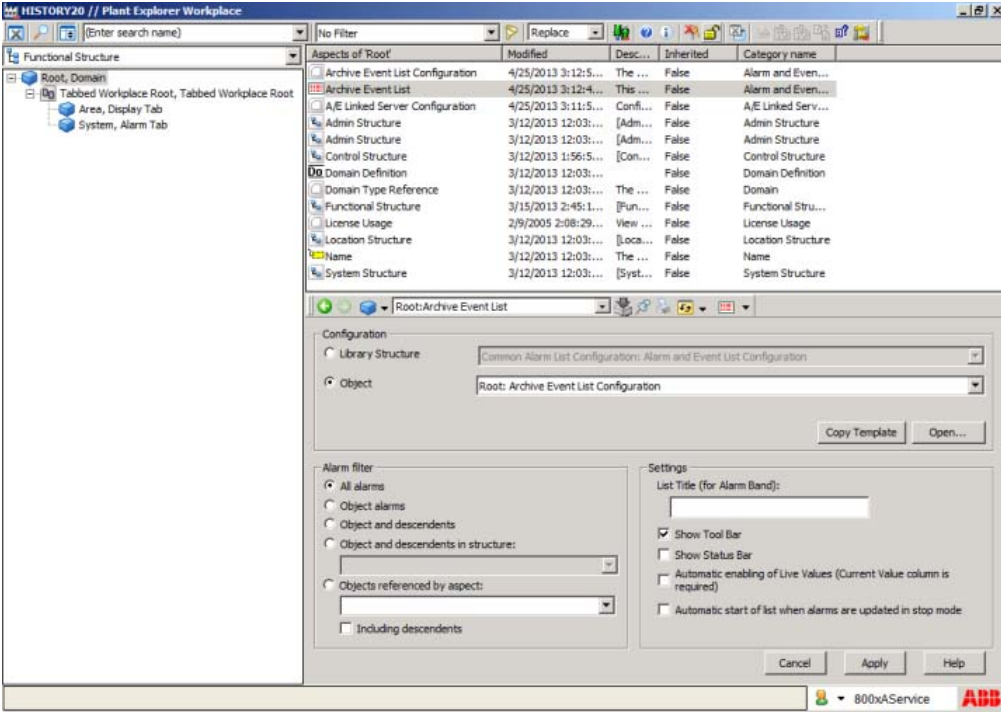 HISTORY20 // Plant Explorer Workplace
(Enter search name)
No Filter
Replace
Functional Structure
Root, Domain
Tabbed Workplace Root, Tabbed Workplace Root
Area, Display Tab
System, Alarm Tab
Aspects of 'Root' Modified Desc... Inherited Category name
Archive Event List Configuration 4/25/2013 3:12:5... The ... False Alarm and Even...
Archive Event List 4/25/2013 3:12:4... This ... False Alarm and Even...
A/E Linked Server Configuration 4/25/2013 3:11:5... Confi... False A/E Linked Serv...
Admin Structure 3/12/2013 12:03:... [Adm... False Admin Structure
Admin Structure 3/12/2013 12:03:... [Adm... False Admin Structure
Control Structure 3/12/2013 1:56:5... [Con... False Control Structure
Domain Definition 3/12/2013 12:03:... False Domain Definition
Domain Type Reference 3/12/2013 12:03:... The ... False Domain
Functional Structure 3/15/2013 2:45:1... [Fun... False Functional Stru...
License Usage 2/9/2005 2:08:29... View ... False License Usage
Location Structure 3/12/2013 12:03:... [Loca... False Location Structure
Name 3/12/2013 12:03:... The ... False Name
System Structure 3/12/2013 12:03:... [Syst... False System Structure
Root:Archive Event List
Configuration
Library Structure
Common Alarm List Configuration: Alarm and Event List Configuration
Object
Root: Archive Event List Configuration
Copy Template
Open...
Alarm filter
All alarms
Object alarms
Object and descendents
Object and descendents in structure:
Objects referenced by aspect:
Including descendents
Settings
List Title (for Alarm Band):
Show Tool Bar
Show Status Bar
Automatic enabling of Live Values (Current Value column is
required)
Automatic start of list when alarms are updated in stop mode
Cancel
Apply
Help
800xAService
ABB